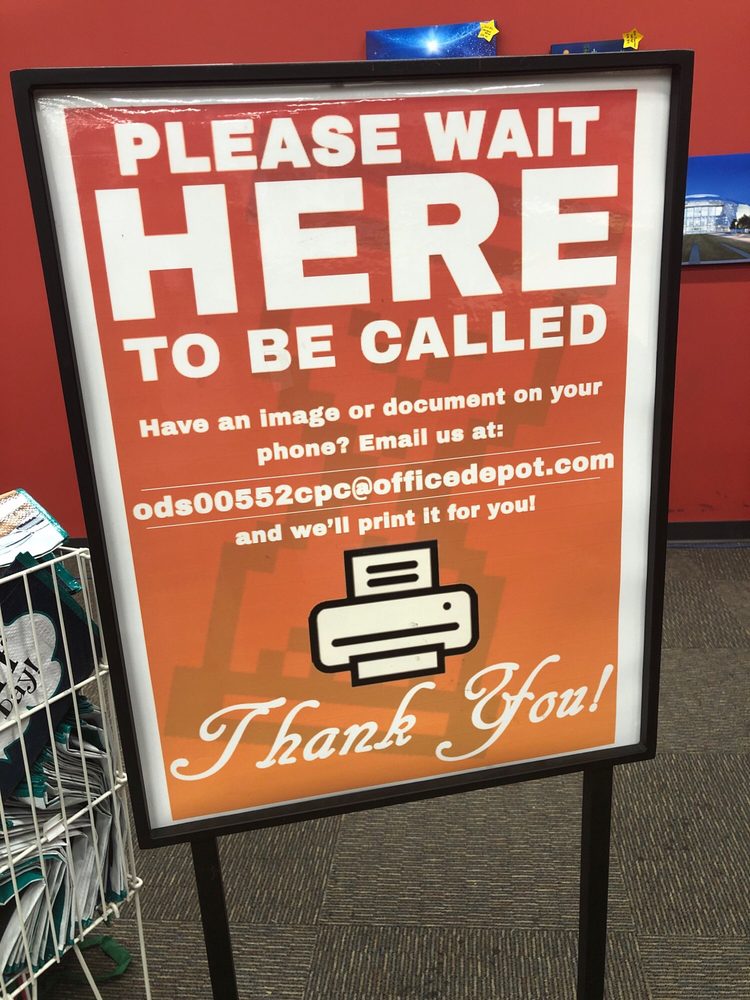 PLEASE WAIT
HERE
TO BE CALLED
Have an image or document on your
phone? Email us at:
ods00552cpc@officedepot.com
and we'll print it for you!
Thank You!
Day!